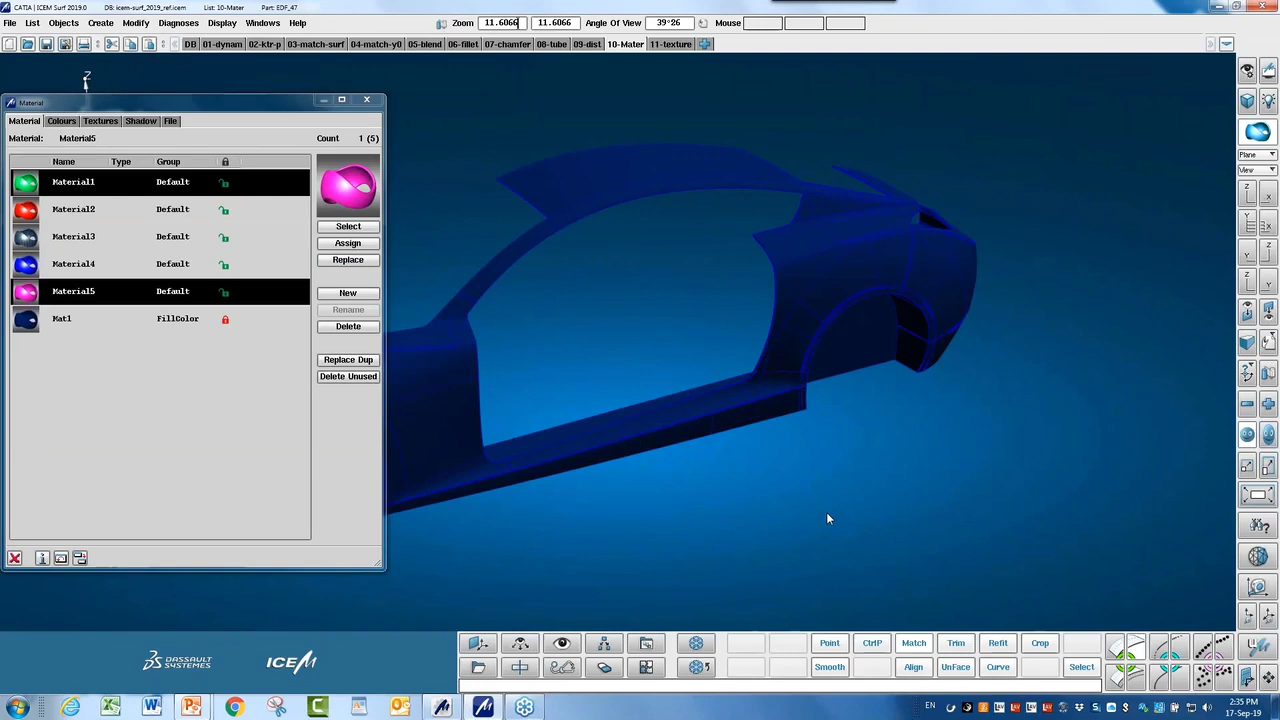 CATIA | ICEM Surf 2019.0 DB: icem-surf_2019_ref.icem List: 10-Mater Part: EDF_47
File List Objects Create Modify Diagnoses Display Windows Help
Zoom 11.6066 11.6066 Angle Of View 39°26 Mouse
DB 01-dynam 02-ktr-p 03-match-surf 04-match-y0 05-blend 06-fillet 07-chamfer 08-tube 09-dist 10-Mater 11-texture
Z
Material
Material Colours Textures Shadow File
Material: Material5 Count 1 (5)
Name Type Group
Material1 Default
Material2 Default
Material3 Default
Material4 Default
Material5 Default
Mat1 FillColor
Select
Assign
Replace
New
Rename
Delete
Replace Dup
Delete Unused
Plane
View
DASSAULT SYSTEMES
ICEM
Point CtrlP Match Trim Refit Crop
Smooth Align UnFace Curve Select
EN
2:35 PM
17-Sep-19